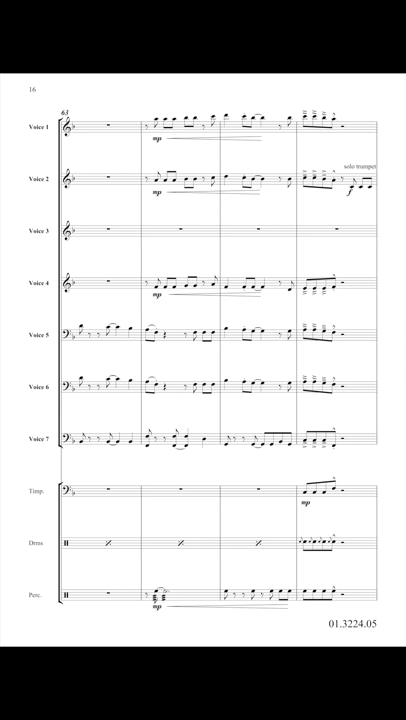 16
63
Voice 1
mp
Voice 2
solo trumpet
mp
f
Voice 3
Voice 4
mp
Voice 5
Voice 6
Voice 7
Timp.
mp
Drms
Perc.
mp
01.3224.05